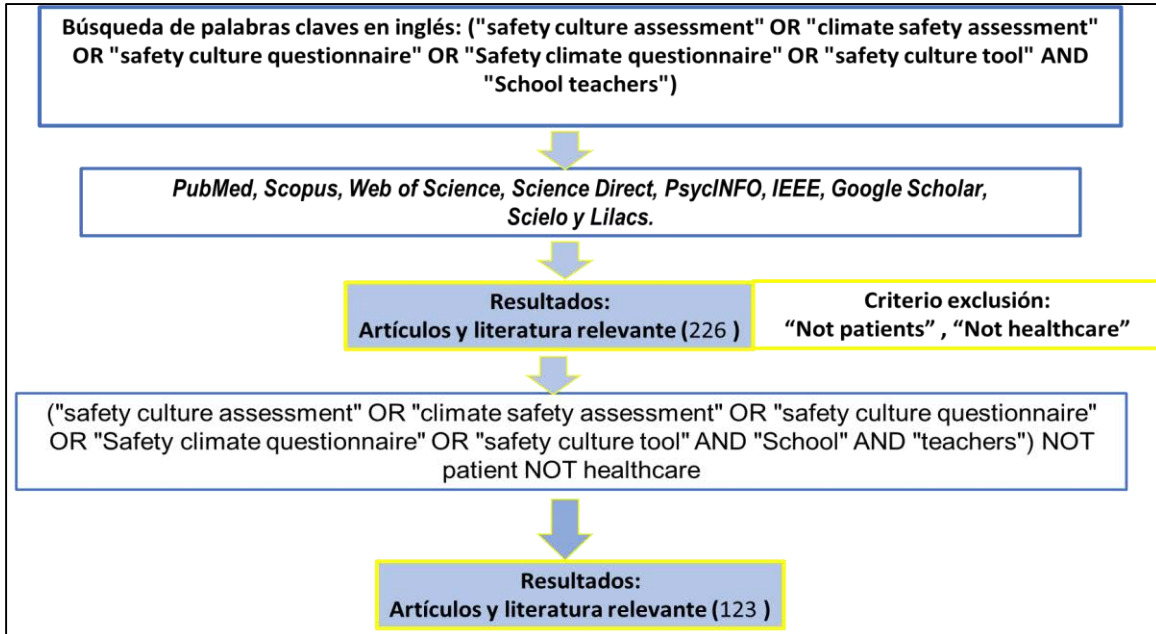 Búsqueda de palabras claves en inglés: ("safety culture assessment" OR "climate safety assessment"
OR "safety culture questionnaire" OR "Safety climate questionnaire" OR "safety culture tool" AND
"School teachers")
PubMed, Scopus, Web of Science, Science Direct, PsycINFO, IEEE, Google Scholar,
Scielo y Lilacs.
Resultados:
Artículos y literatura relevante (226 )
Criterio exclusión:
“Not patients” , “Not healthcare”
("safety culture assessment" OR "climate safety assessment" OR "safety culture questionnaire"
OR "Safety climate questionnaire" OR "safety culture tool" AND "School" AND "teachers") NOT
patient NOT healthcare
Resultados:
Artículos y literatura relevante (123 )